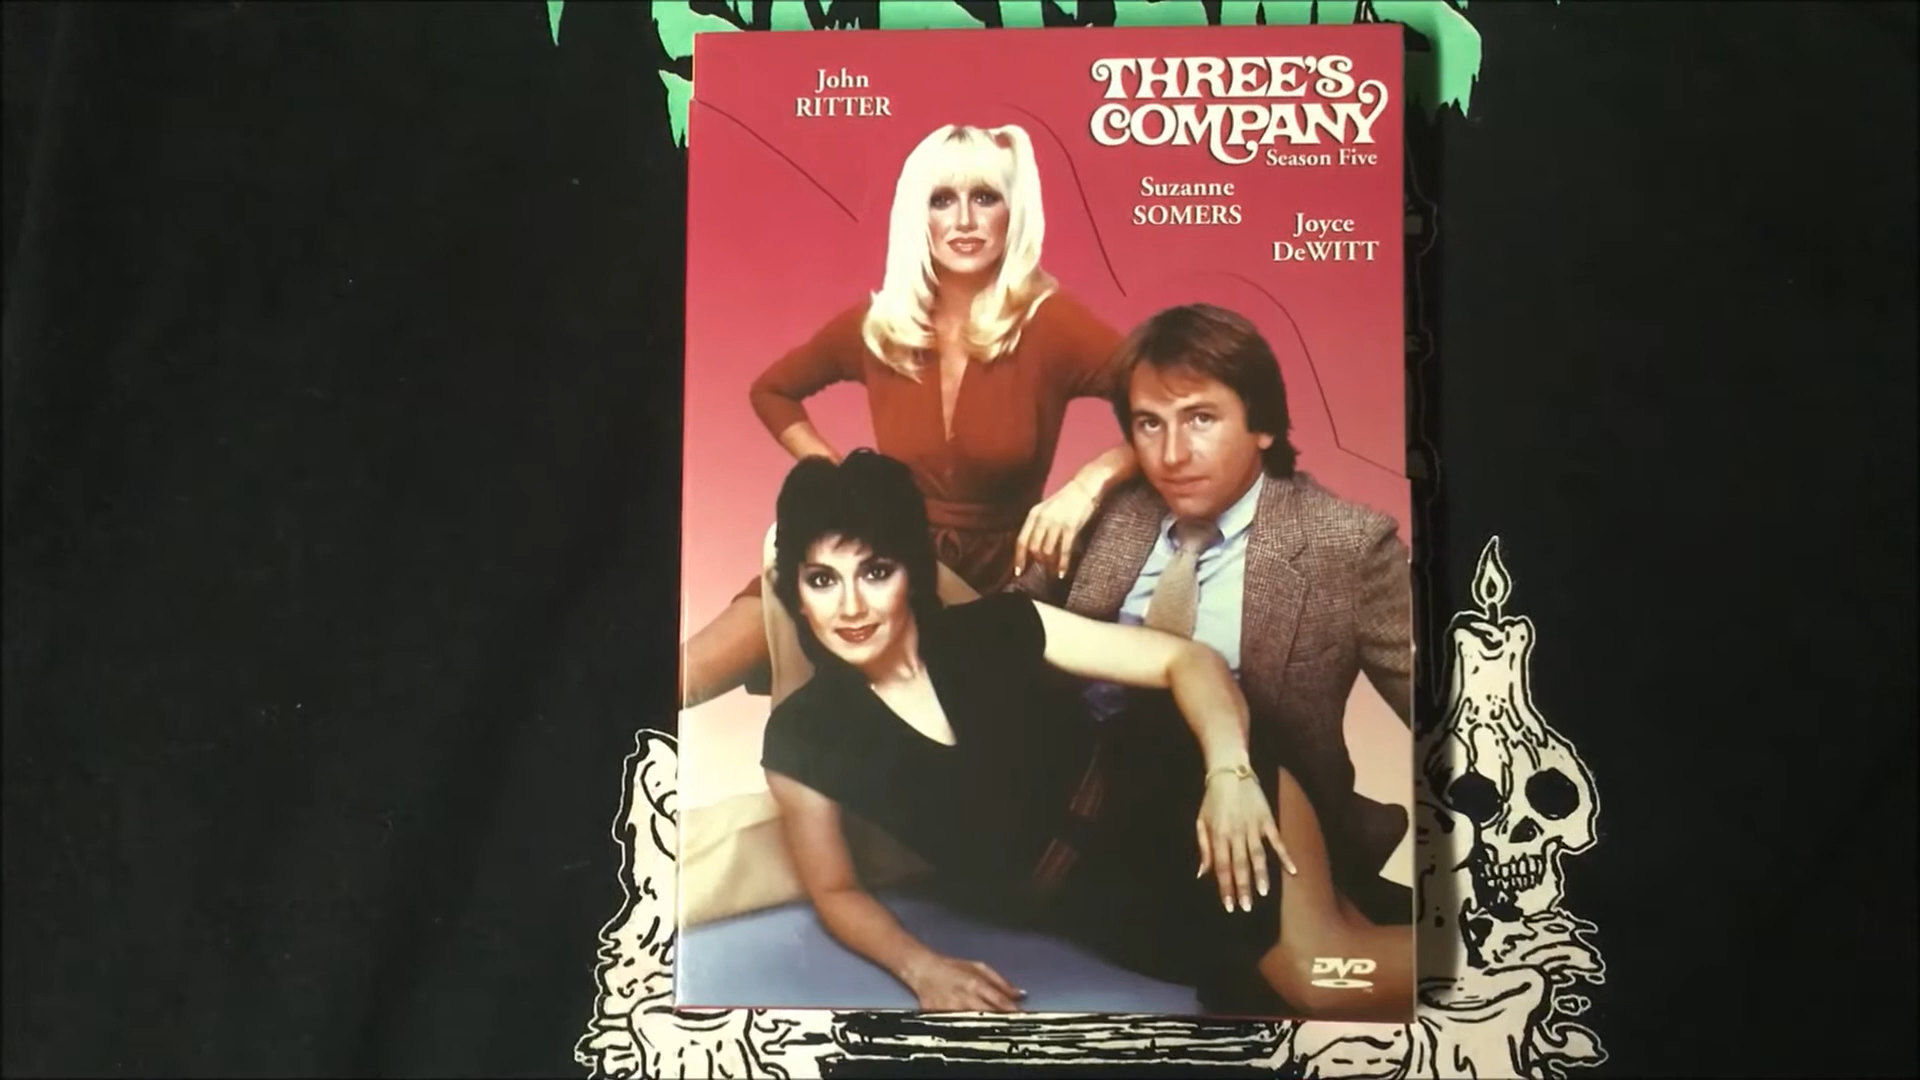 John
RITTER
THREE'S
COMPANY
Season Five
Suzanne
SOMERS
Joyce
DeWITT
DVD